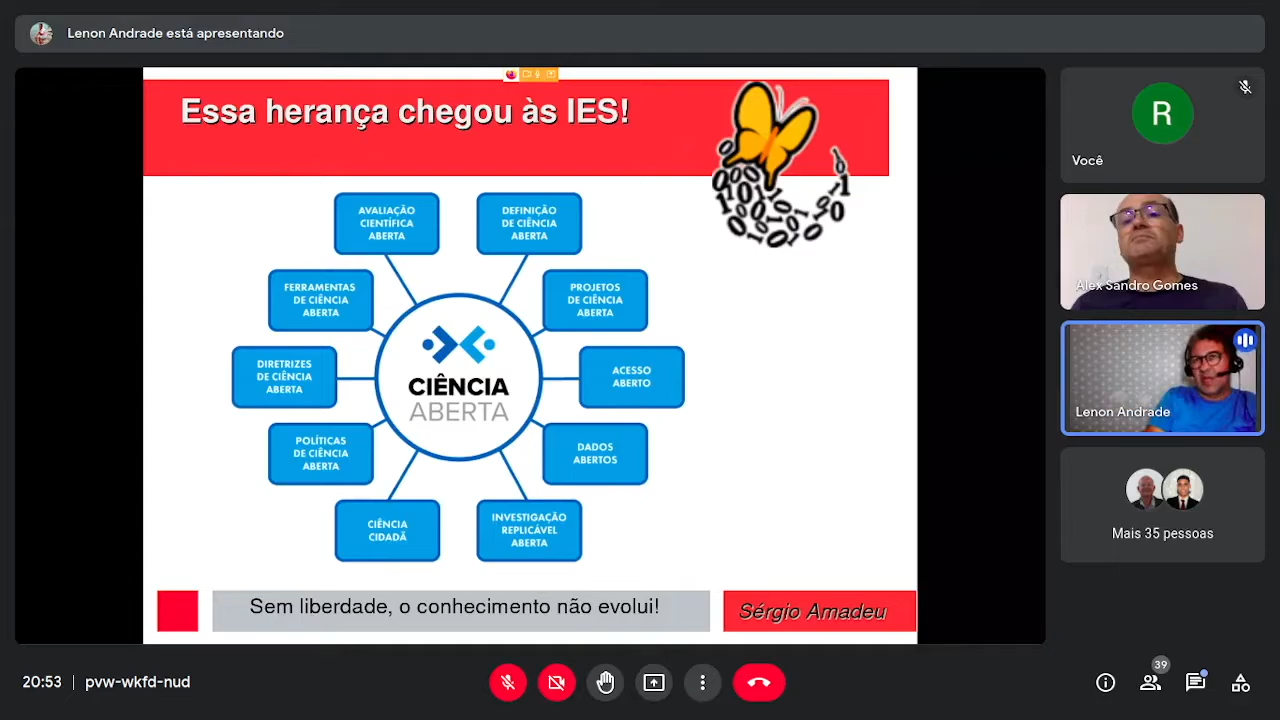 Lenon Andrade está apresentando
Essa herança chegou às IES!
AVALIAÇÃO
CIENTÍFICA
ABERTA
DEFINIÇÃO
DE CIÊNCIA
ABERTA
FERRAMENTAS
DE CIÊNCIA
ABERTA
PROJETOS
DE CIÊNCIA
ABERTA
DIRETRIZES
DE CIÊNCIA
ABERTA
CIÊNCIA
ABERTA
ACESSO
ABERTO
POLÍTICAS
DE CIÊNCIA
ABERTA
DADOS
ABERTOS
CIÊNCIA
CIDADÃ
INVESTIGAÇÃO
REPLICÁVEL
ABERTA
Sem liberdade, o conhecimento não evolui!
Sérgio Amadeu
R
Você
Alex Sandro Gomes
Lenon Andrade
Mais 35 pessoas
20:53 | pvw-wkfd-nud
39